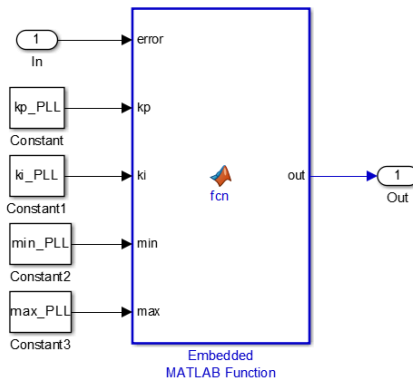 1
In
error
kp_PLL
Constant
kp
ki_PLL
Constant1
ki
fcn
out
1
Out
min_PLL
Constant2
min
max_PLL
Constant3
max
Embedded
MATLAB Function